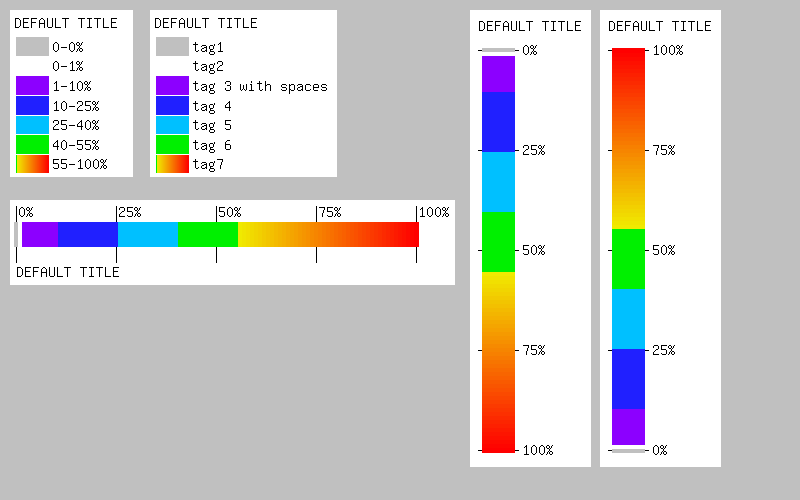 DEFAULT TITLE
0-0%
0-1%
1-10%
10-25%
25-40%
40-55%
55-100%
DEFAULT TITLE
tag1
tag2
tag 3 with spaces
tag 4
tag 5
tag 6
tag7
0% 25% 50% 75% 100%
DEFAULT TITLE
DEFAULT TITLE
0%
25%
50%
75%
100%
DEFAULT TITLE
100%
75%
50%
25%
0%